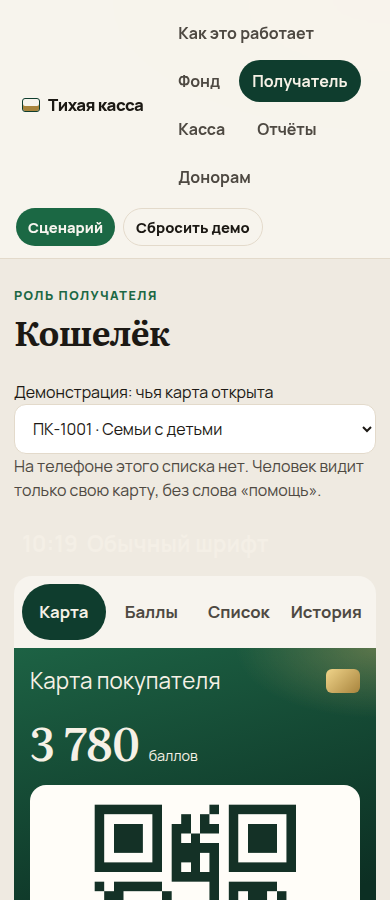 Тихая касса
Как это работает
Фонд Получатель
Касса Отчёты
Донорам
Сценарий Сбросить демо
РОЛЬ ПОЛУЧАТЕЛЯ
Кошелёк
Демонстрация: чья карта открыта
ПК-1001 · Семьи с детьми
На телефоне этого списка нет. Человек видит
только свою карту, без слова «помощь».
10:19 Обычный шрифт
Карта Баллы Список История
Карта покупателя
3 780 баллов